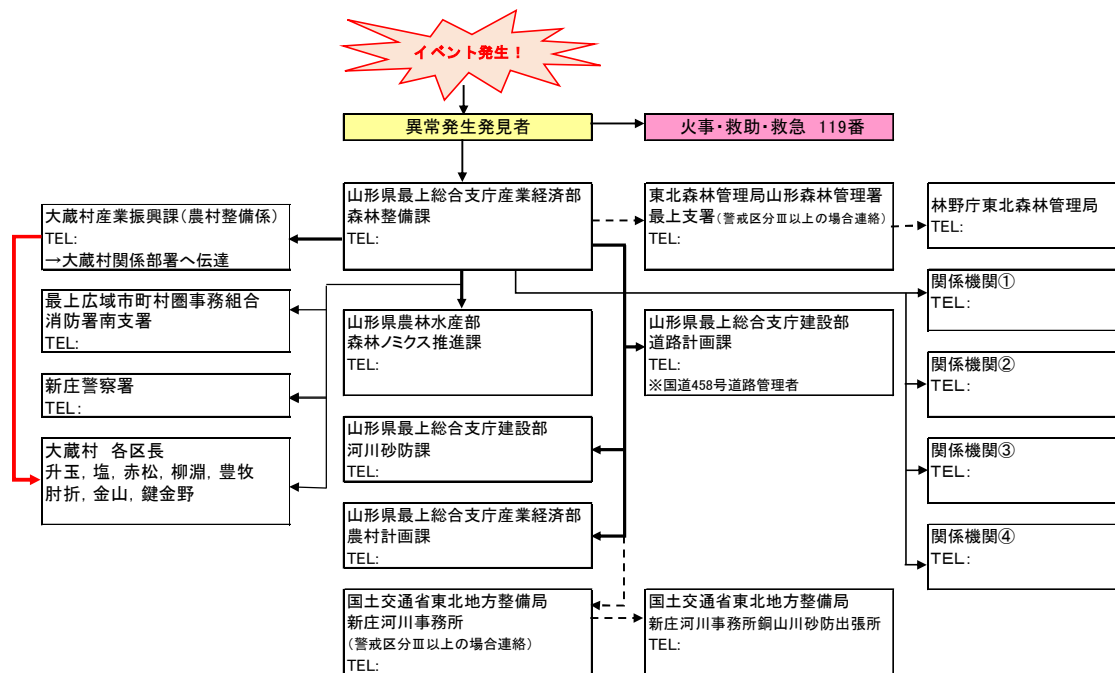 イベント発生！
異常発生発見者
火事・救助・救急 119番
山形県最上総合支庁産業経済部
森林整備課
TEL:
東北森林管理局山形森林管理署
最上支署(警戒区分Ⅲ以上の場合連絡)
TEL:
林野庁東北森林管理局
TEL:
大蔵村産業振興課(農村整備係)
TEL:
→大蔵村関係部署へ伝達
最上広域市町村圏事務組合
消防署南支署
TEL:
新庄警察署
TEL:
大蔵村 各区長
升玉, 塩, 赤松, 柳淵, 豊牧
肘折, 金山, 鍵金野
山形県農林水産部
森林ノミクス推進課
TEL:
山形県最上総合支庁建設部
道路計画課
TEL:
※国道458号道路管理者
関係機関①
TEL:
関係機関②
TEL:
関係機関③
TEL:
関係機関④
TEL:
山形県最上総合支庁建設部
河川砂防課
TEL:
山形県最上総合支庁産業経済部
農村計画課
TEL:
国土交通省東北地方整備局
新庄河川事務所
(警戒区分Ⅲ以上の場合連絡)
TEL:
国土交通省東北地方整備局
新庄河川事務所銅山川砂防出張所
TEL: